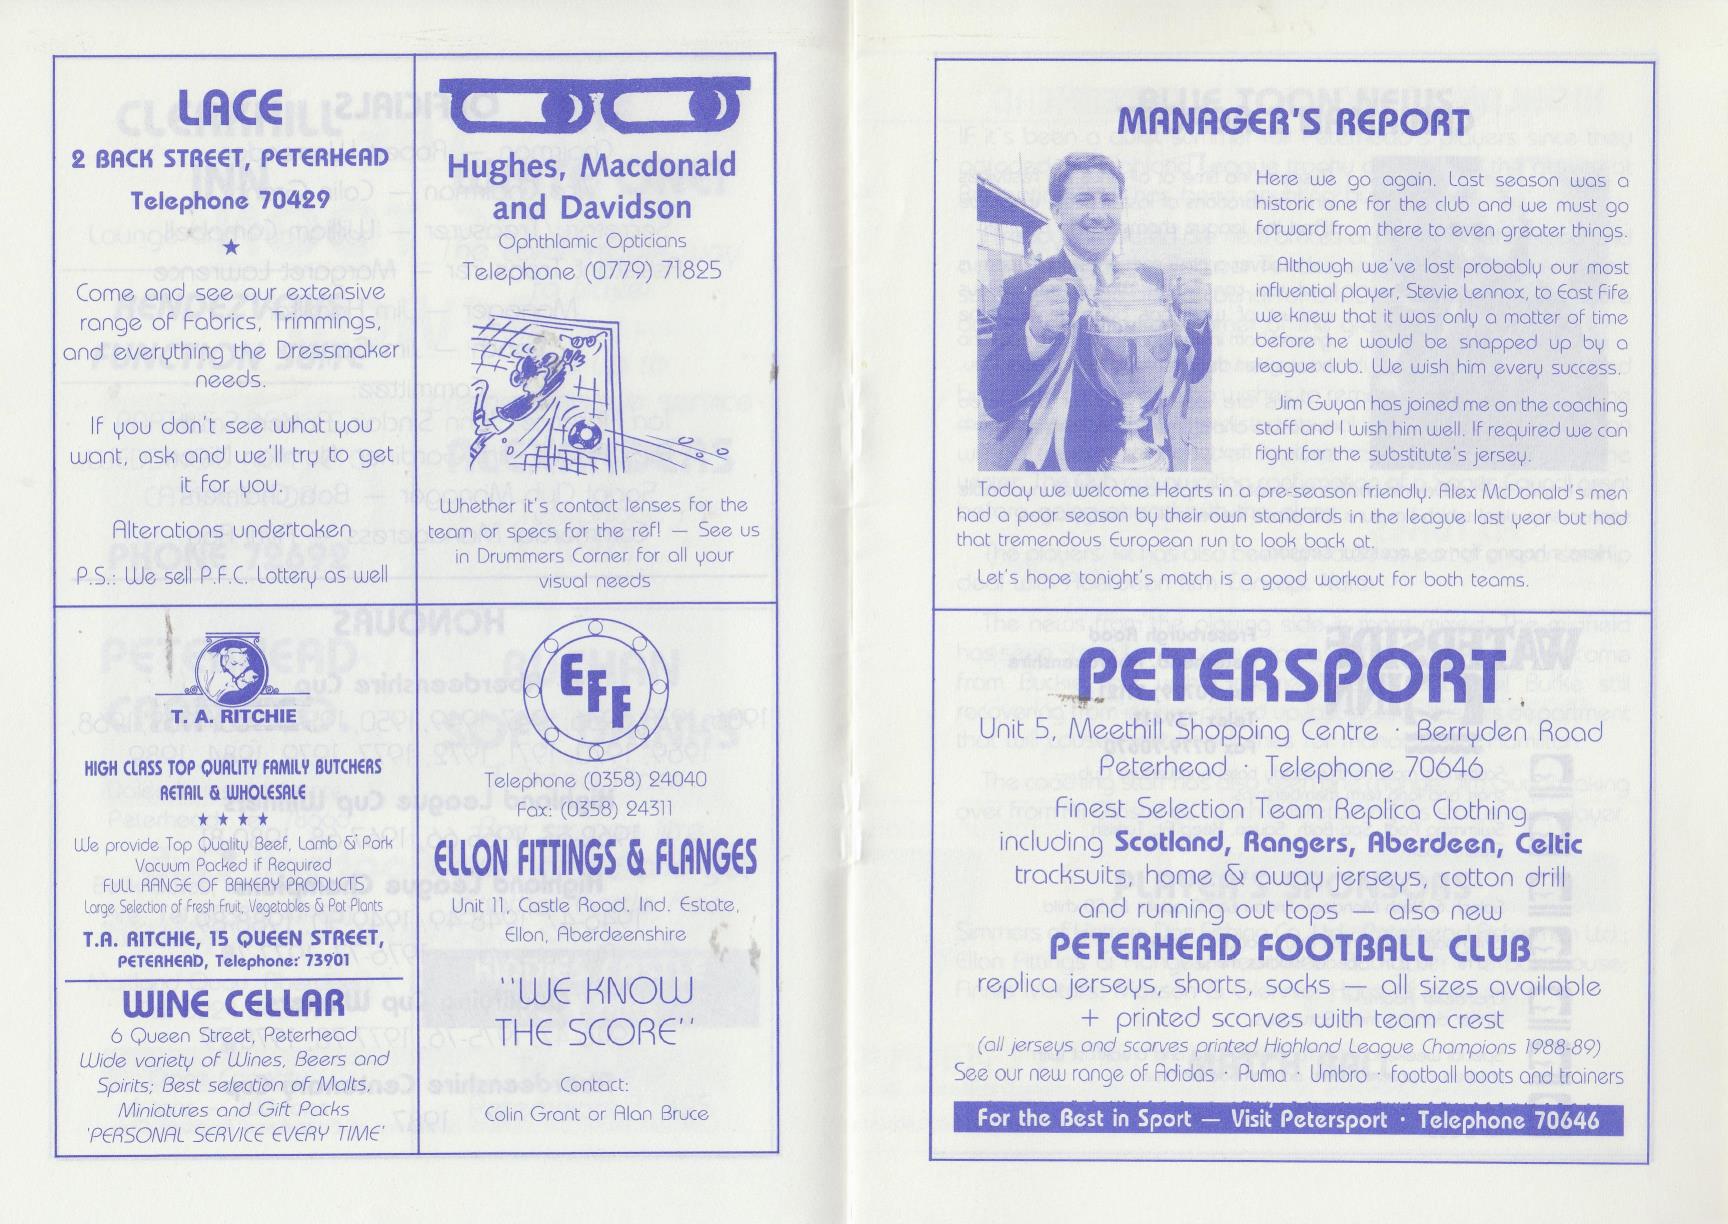 LACE
2 BACK STREET, PETERHEAD
Telephone 70429
★
Come and see our extensive
range of Fabrics, Trimmings,
and everything the Dressmaker
needs.
If you don't see what you
want, ask and we'll try to get
it for you.
Alterations undertaken
P.S.: We sell P.F.C. Lottery as well
Hughes, Macdonald
and Davidson
Ophthlamic Opticians
Telephone (0779) 71825
Whether it's contact lenses for the
team or specs for the ref! — See us
in Drummers Corner for all your
visual needs
T. A. RITCHIE
HIGH CLASS TOP QUALITY FAMILY BUTCHERS
RETAIL & WHOLESALE
★ ★ ★ ★
We provide Top Quality Beef, Lamb & Pork
Vacuum Packed if Required
FULL RANGE OF BAKERY PRODUCTS
Large Selection of Fresh Fruit, Vegetables & Pot Plants
T.A. RITCHIE, 15 QUEEN STREET,
PETERHEAD, Telephone: 73901
WINE CELLAR
6 Queen Street, Peterhead
Wide variety of Wines, Beers and
Spirits; Best selection of Malts,
Miniatures and Gift Packs
'PERSONAL SERVICE EVERY TIME'
EFF
Telephone (0358) 24040
Fax: (0358) 24311
ELLON FITTINGS & FLANGES
Unit 11, Castle Road, Ind. Estate,
Ellon, Aberdeenshire
"WE KNOW
THE SCORE"
Contact:
Colin Grant or Alan Bruce
MANAGER'S REPORT
Here we go again. Last season was a
historic one for the club and we must go
forward from there to even greater things.
Although we've lost probably our most
influential player, Stevie Lennox, to East Fife
we knew that it was only a matter of time
before he would be snapped up by a
league club. We wish him every success.
Jim Guyan has joined me on the coaching
staff and I wish him well. If required we can
fight for the substitute's jersey.
Today we welcome Hearts in a pre-season friendly. Alex McDonald's men
had a poor season by their own standards in the league last year but had
that tremendous European run to look back at.
Let's hope tonight's match is a good workout for both teams.
PETERSPORT
Unit 5, Meethill Shopping Centre · Berryden Road
Peterhead · Telephone 70646
Finest Selection Team Replica Clothing
including Scotland, Rangers, Aberdeen, Celtic
tracksuits, home & away jerseys, cotton drill
and running out tops — also new
PETERHEAD FOOTBALL CLUB
replica jerseys, shorts, socks — all sizes available
+ printed scarves with team crest
(all jerseys and scarves printed Highland League Champions 1988-89)
See our new range of Adidas · Puma · Umbro · football boots and trainers
For the Best in Sport — Visit Petersport · Telephone 70646